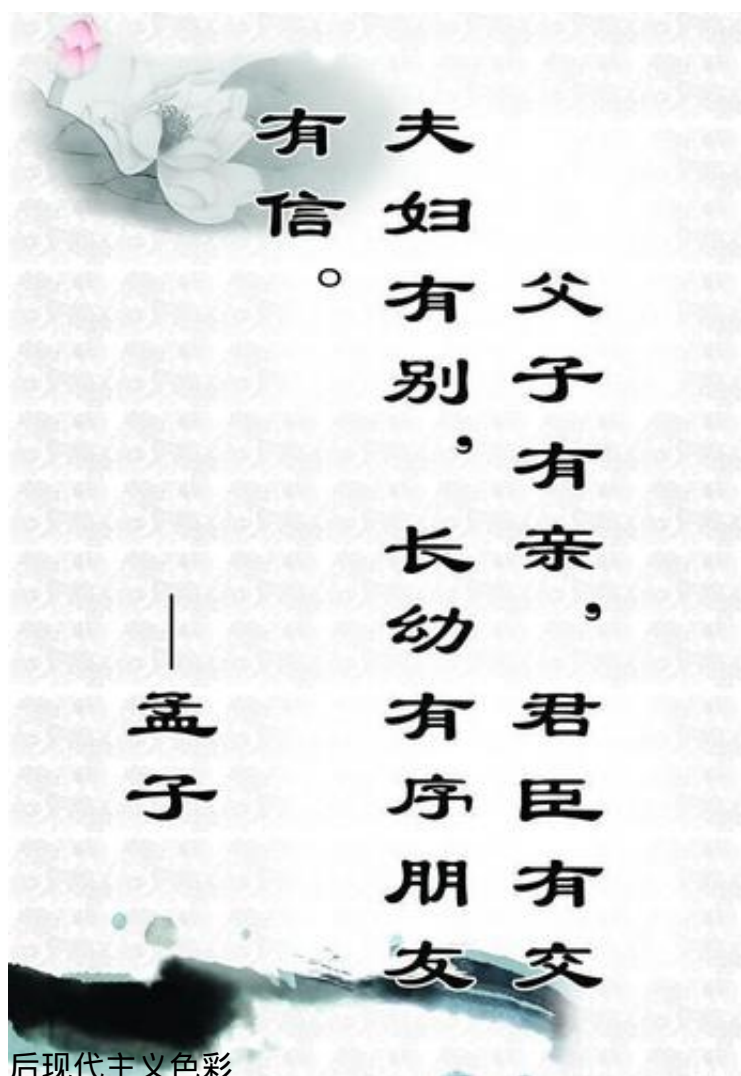 父子有亲，君臣有交
夫妇有别，长幼有序朋友
有信。
—孟子
后现代主义色彩